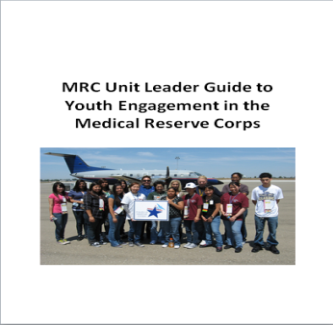 MRC Unit Leader Guide to
Youth Engagement in the
Medical Reserve Corps